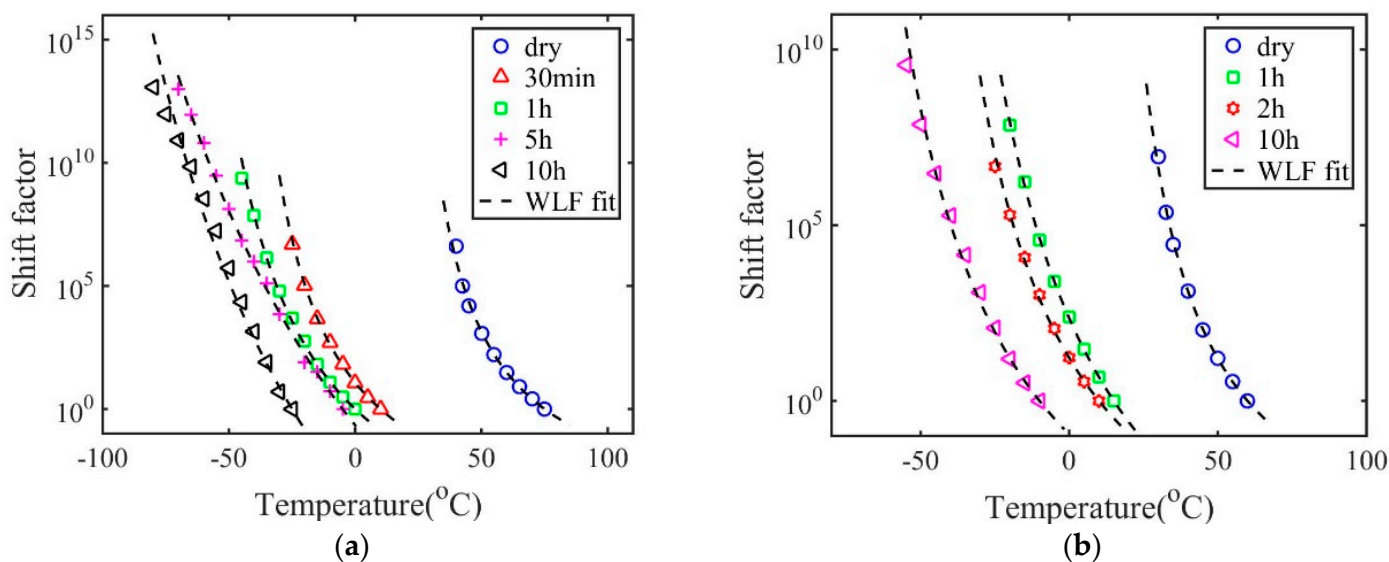 10^15
10^10
10^5
10^0
Shift factor
-100
-50
0
50
100
Temperature(°C)
dry
30min
1h
5h
10h
WLF fit
(a)
10^10
10^5
10^0
Shift factor
-50
0
50
100
Temperature(°C)
dry
1h
2h
10h
WLF fit
(b)